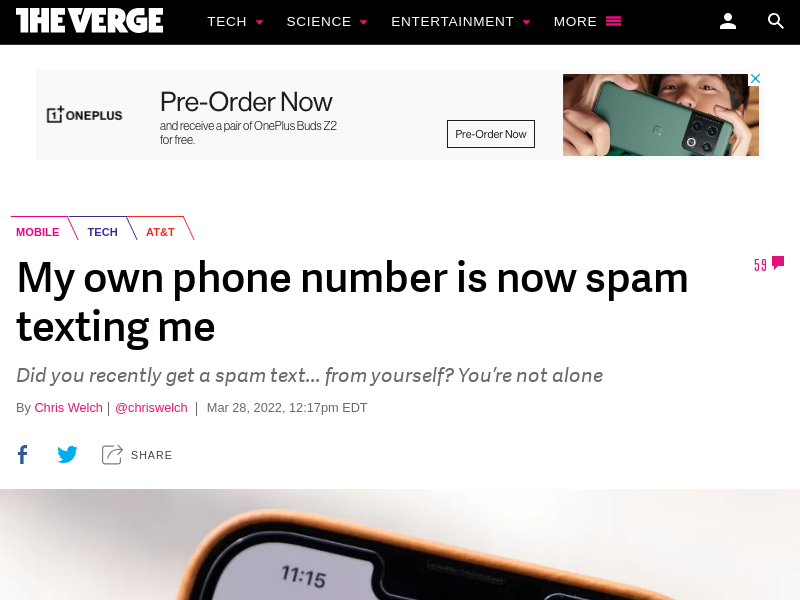 THE VERGE TECH SCIENCE ENTERTAINMENT MORE
ONEPLUS
Pre-Order Now
and receive a pair of OnePlus Buds Z2
for free.
Pre-Order Now
MOBILE TECH AT&T
My own phone number is now spam
texting me
59
Did you recently get a spam text... from yourself? You're not alone
By Chris Welch | @chriswelch | Mar 28, 2022, 12:17pm EDT
SHARE
11:15